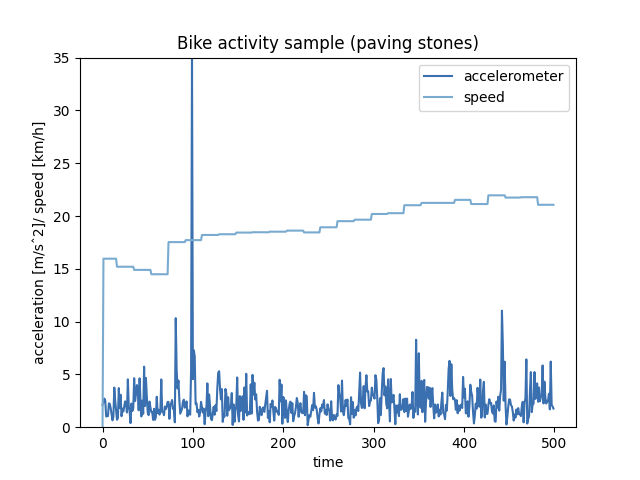 Bike activity sample (paving stones)
accelerometer
speed
acceleration [m/s^2]/ speed [km/h]
35
30
25
20
15
10
5
0
0 100 200 300 400 500
time